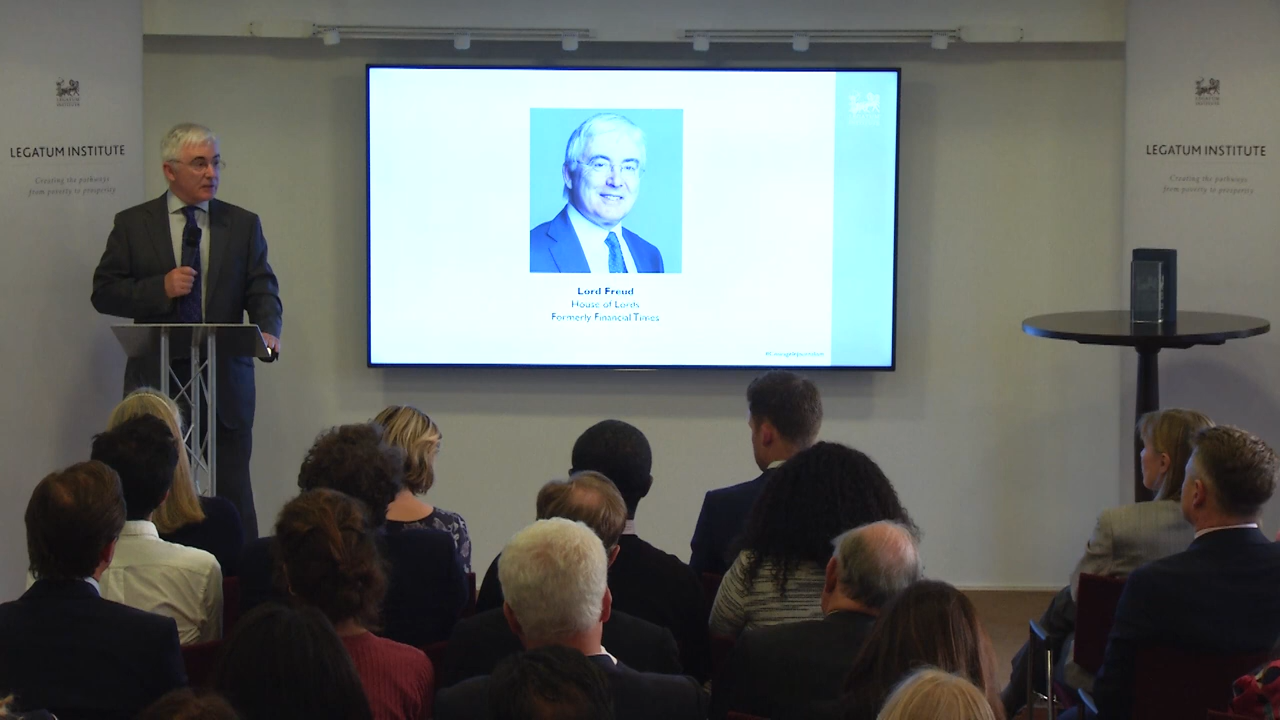 LEGATUM INSTITUTE
Creating the pathways
from poverty to prosperity
Lord Freud
House of Lords
Formerly Financial Times
LEGATUM INSTITUTE
Creating the pathways
from poverty to prosperity